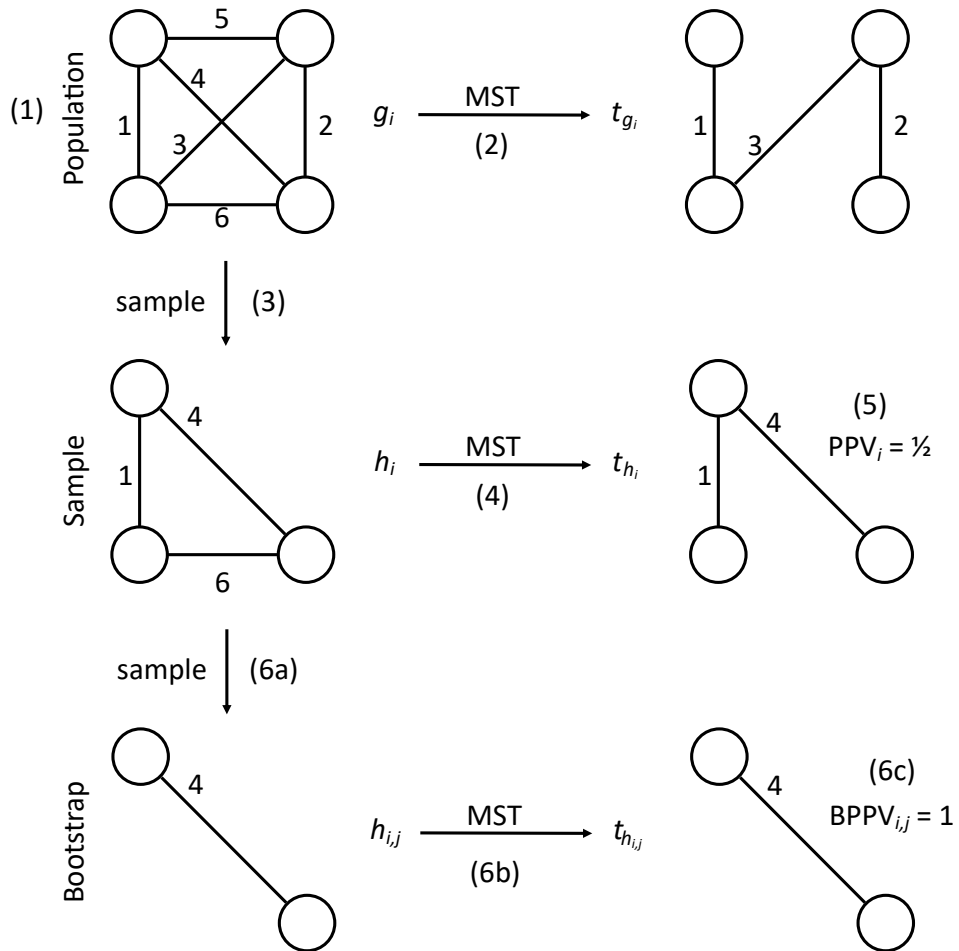 (1)
Population
5
4
1
3
2
6
g_i
MST
(2)
t_{g_i}
1
3
2
sample
(3)
Sample
4
1
6
h_i
MST
(4)
t_{h_i}
4
1
(5)
PPV_i = ½
sample
(6a)
Bootstrap
4
h_{i,j}
MST
(6b)
t_{h_{i,j}}
4
(6c)
BPPV_{i,j} = 1